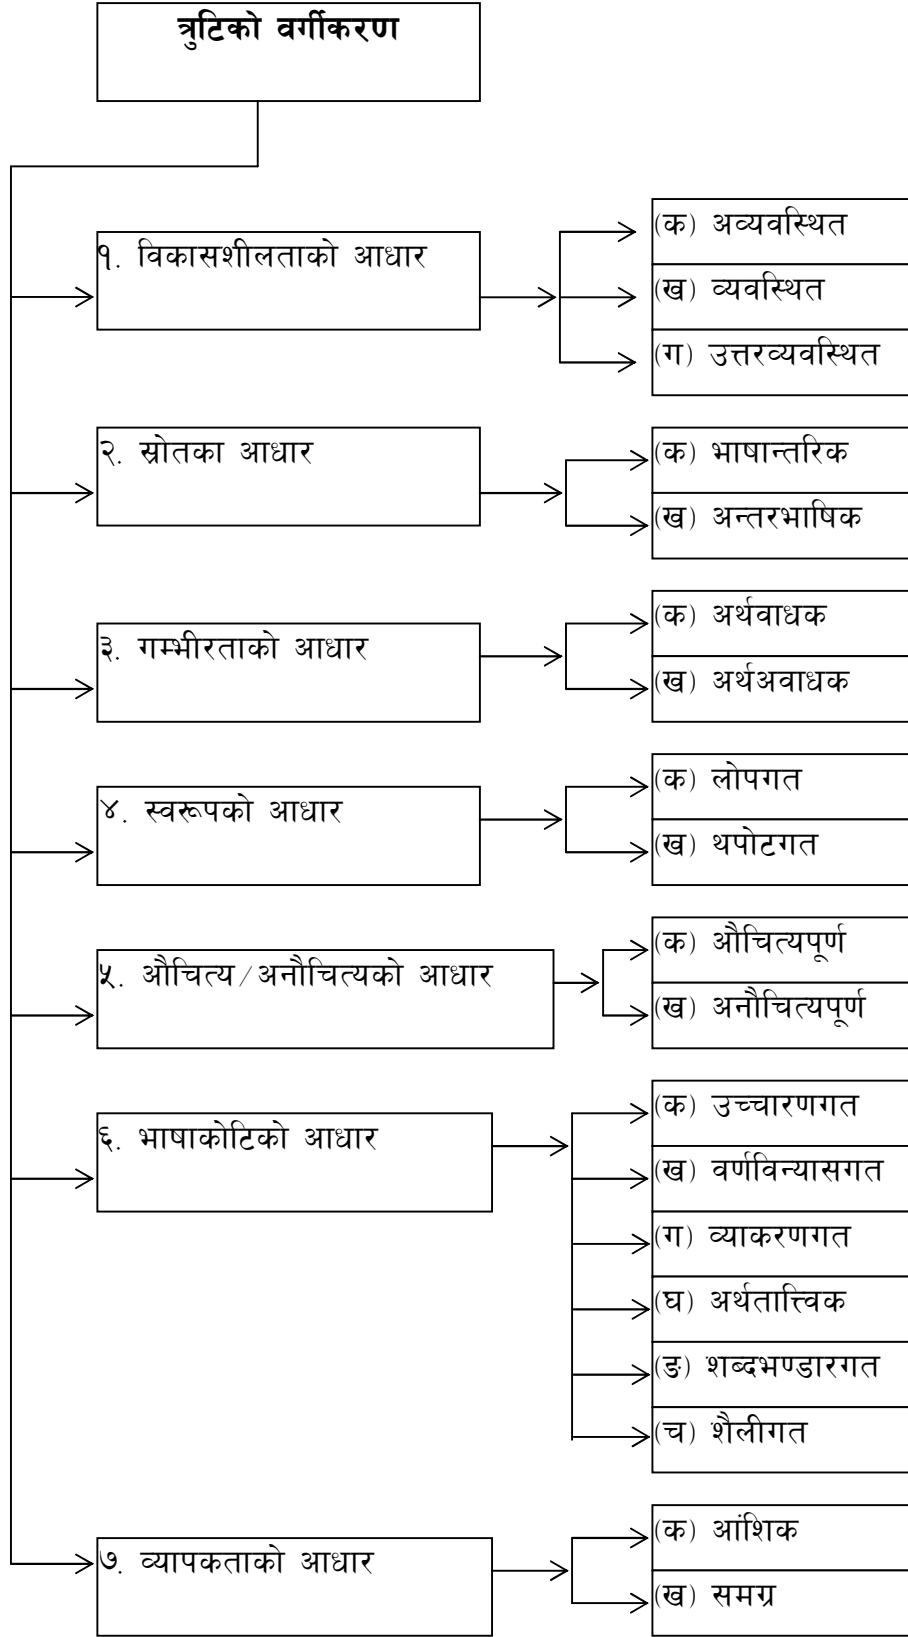 त्रुटिको वर्गीकरण
१. विकासशीलताको आधार
(क) अव्यवस्थित
(ख) व्यवस्थित
(ग) उत्तरव्यवस्थित
२. स्रोतका आधार
(क) भाषान्तरिक
(ख) अन्तरभाषिक
३. गम्भीरताको आधार
(क) अर्थवाधक
(ख) अर्थअवाधक
४. स्वरूपको आधार
(क) लोपगत
(ख) थपोटगत
५. औचित्य/अनौचित्यको आधार
(क) औचित्यपूर्ण
(ख) अनौचित्यपूर्ण
६. भाषाकोटिको आधार
(क) उच्चारणगत
(ख) वर्णविन्यासगत
(ग) व्याकरणगत
(घ) अर्थतात्त्विक
(ङ) शब्दभण्डारगत
(च) शैलीगत
७. व्यापकताको आधार
(क) आंशिक
(ख) समग्र